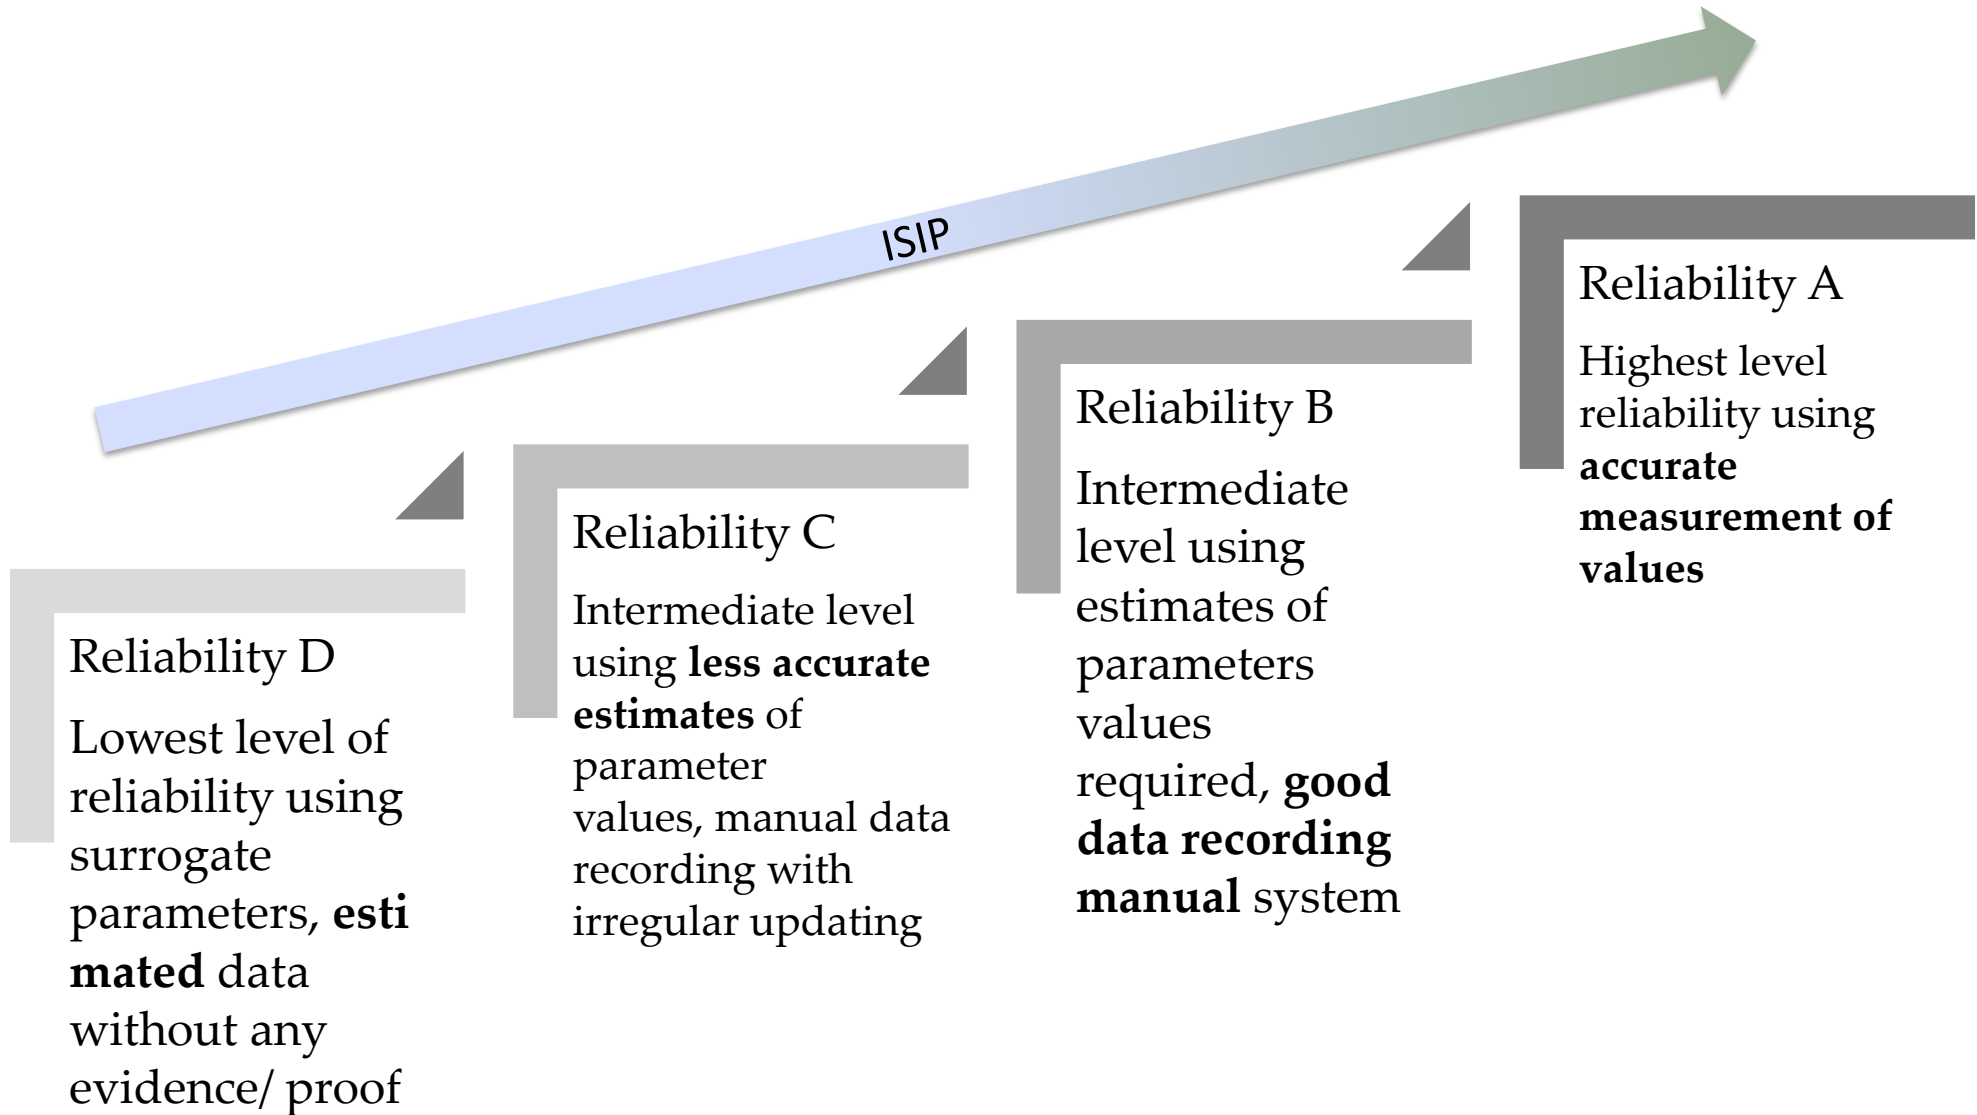 ISIP
Reliability D
Lowest level of
reliability using
surrogate
parameters, esti
mated data
without any
evidence/ proof
Reliability C
Intermediate level
using less accurate
estimates of
parameter
values, manual data
recording with
irregular updating
Reliability B
Intermediate
level using
estimates of
parameters
values
required, good
data recording
manual system
Reliability A
Highest level
reliability using
accurate
measurement of
values